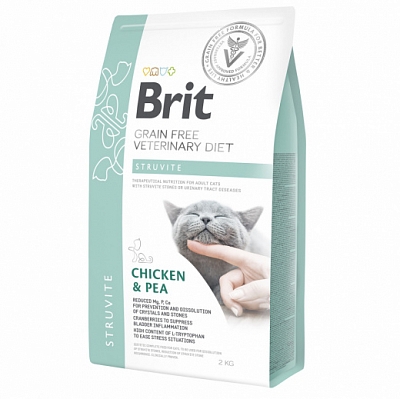 Brit
GRAIN FREE
VETERINARY DIET
STRUVITE
THERAPEUTICAL NUTRITION FOR ADULT CATS
WITH STRUVITE STONES OR URINARY TRACT DISEASES
CHICKEN
& PEA
REDUCED Mg, P, Ca
FOR PREVENTION AND DISSOLUTION
OF CRYSTALS AND STONES
CRANBERRIES TO SUPPRESS
BLADDER INFLAMMATION
HIGH CONTENT OF L-TRYPTOPHAN
TO EASE STRESS SITUATIONS
2 KG
STRUVITE